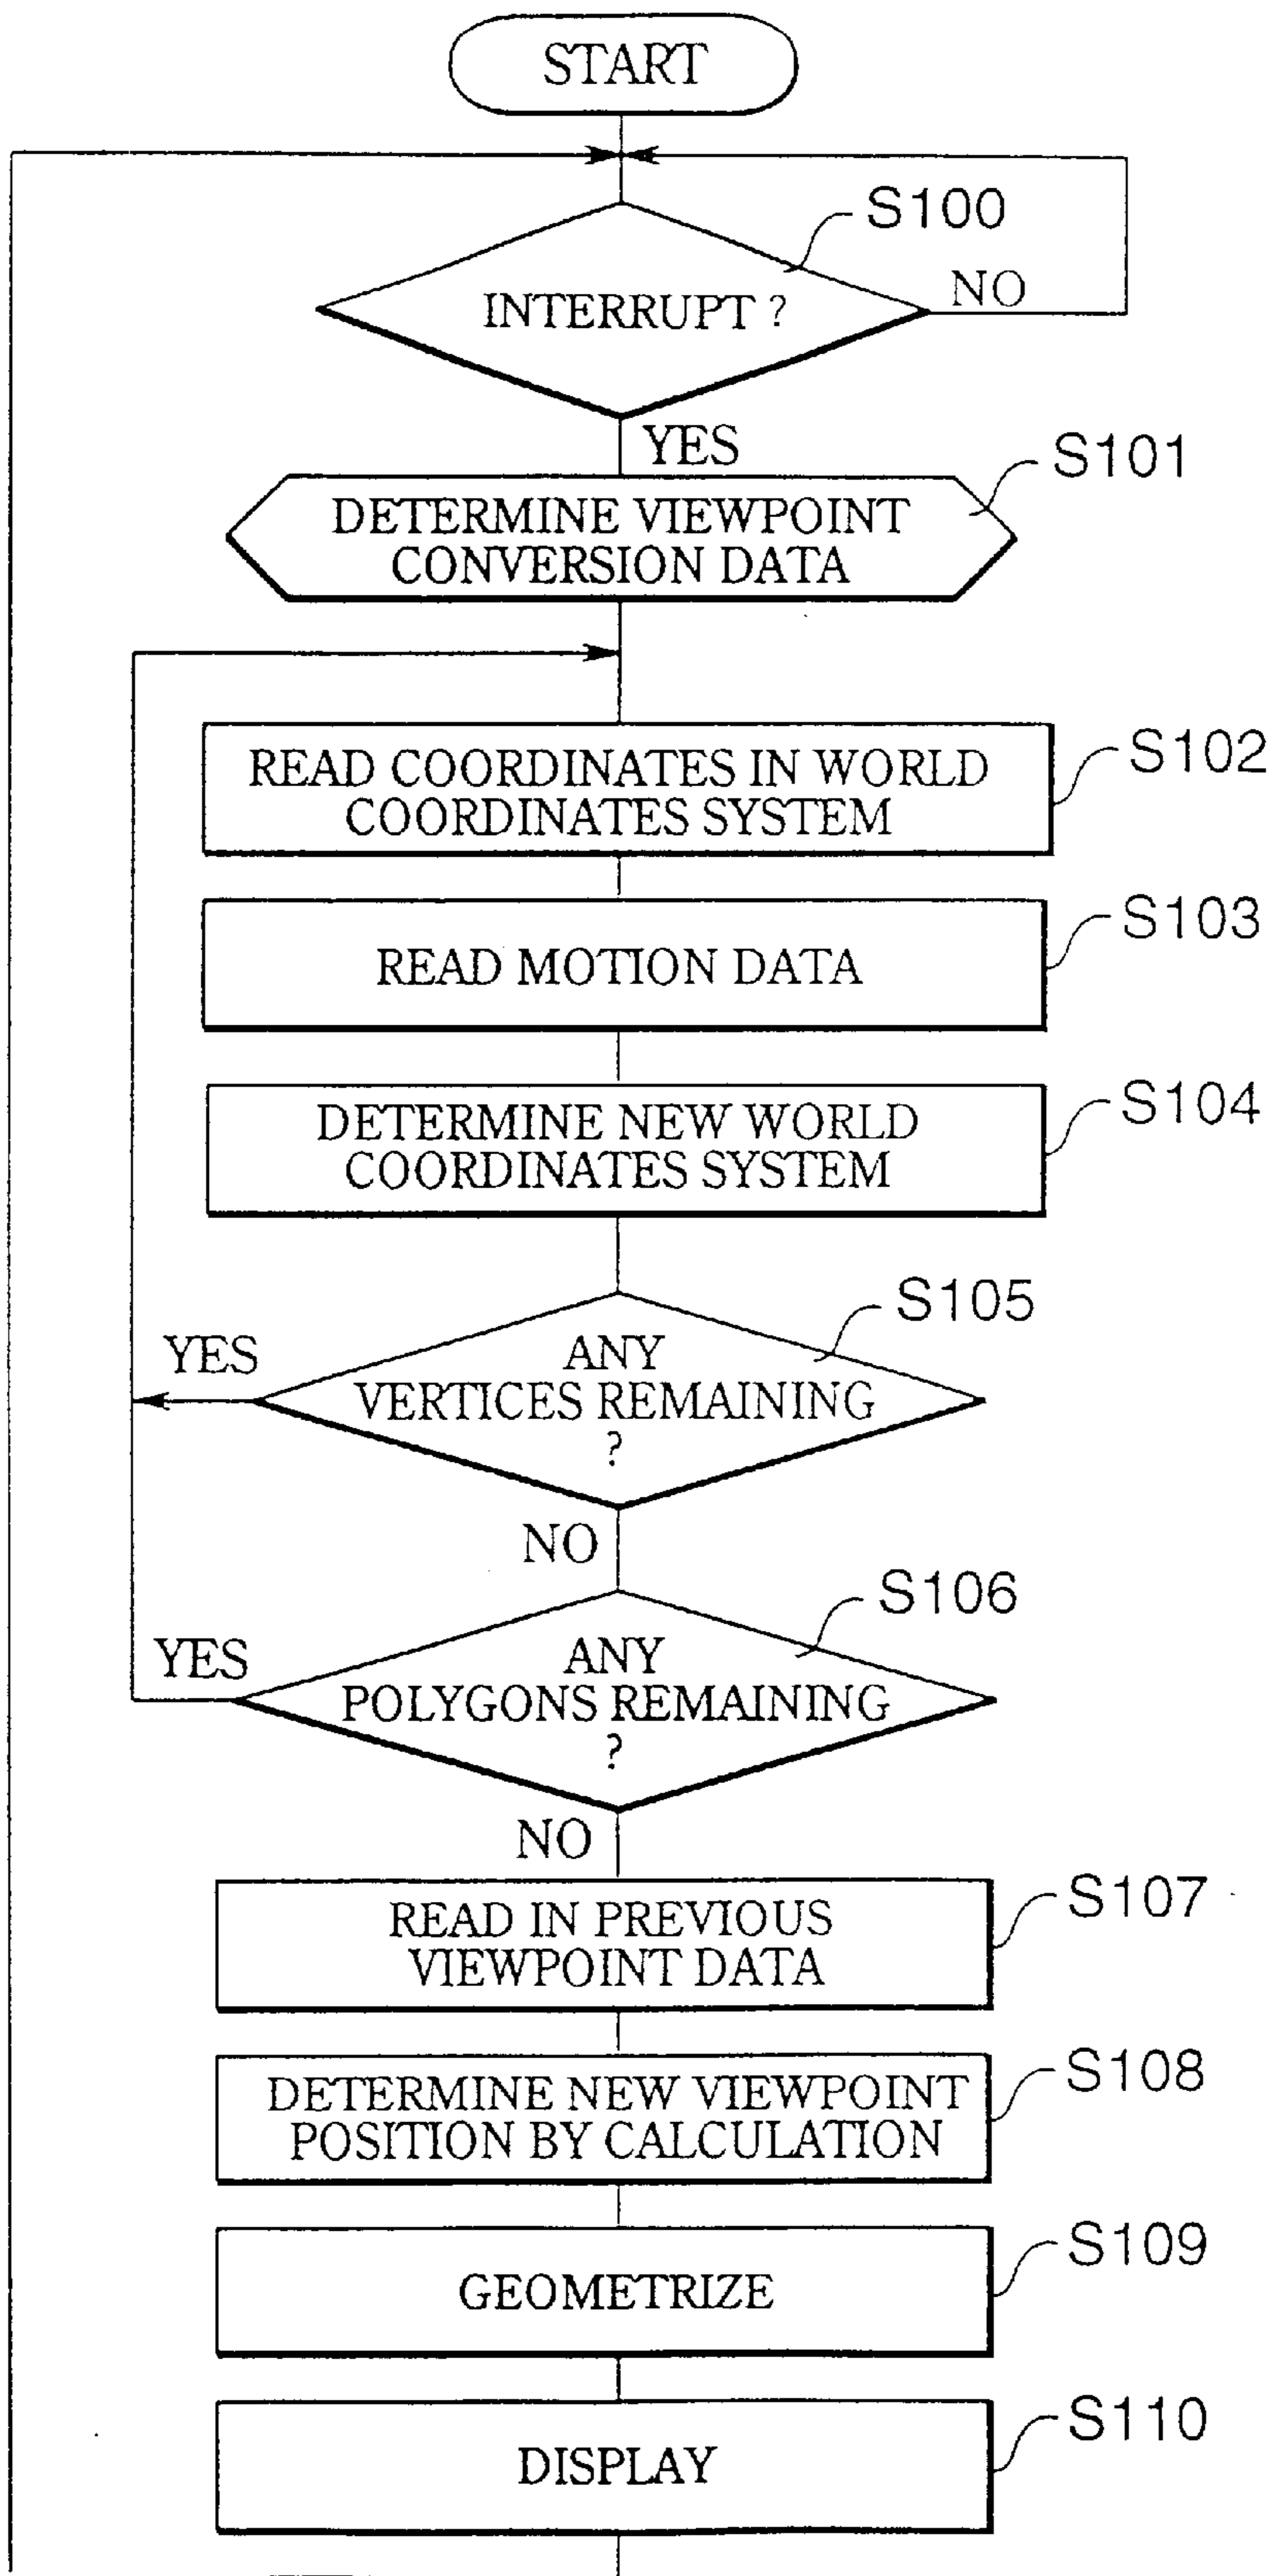 START
S100
INTERRUPT ?
NO
YES
S101
DETERMINE VIEWPOINT
CONVERSION DATA
S102
READ COORDINATES IN WORLD
COORDINATES SYSTEM
S103
READ MOTION DATA
S104
DETERMINE NEW WORLD
COORDINATES SYSTEM
S105
YES
ANY
VERTICES REMAINING
?
NO
S106
YES
ANY
POLYGONS REMAINING
?
NO
S107
READ IN PREVIOUS
VIEWPOINT DATA
S108
DETERMINE NEW VIEWPOINT
POSITION BY CALCULATION
S109
GEOMETRIZE
S110
DISPLAY